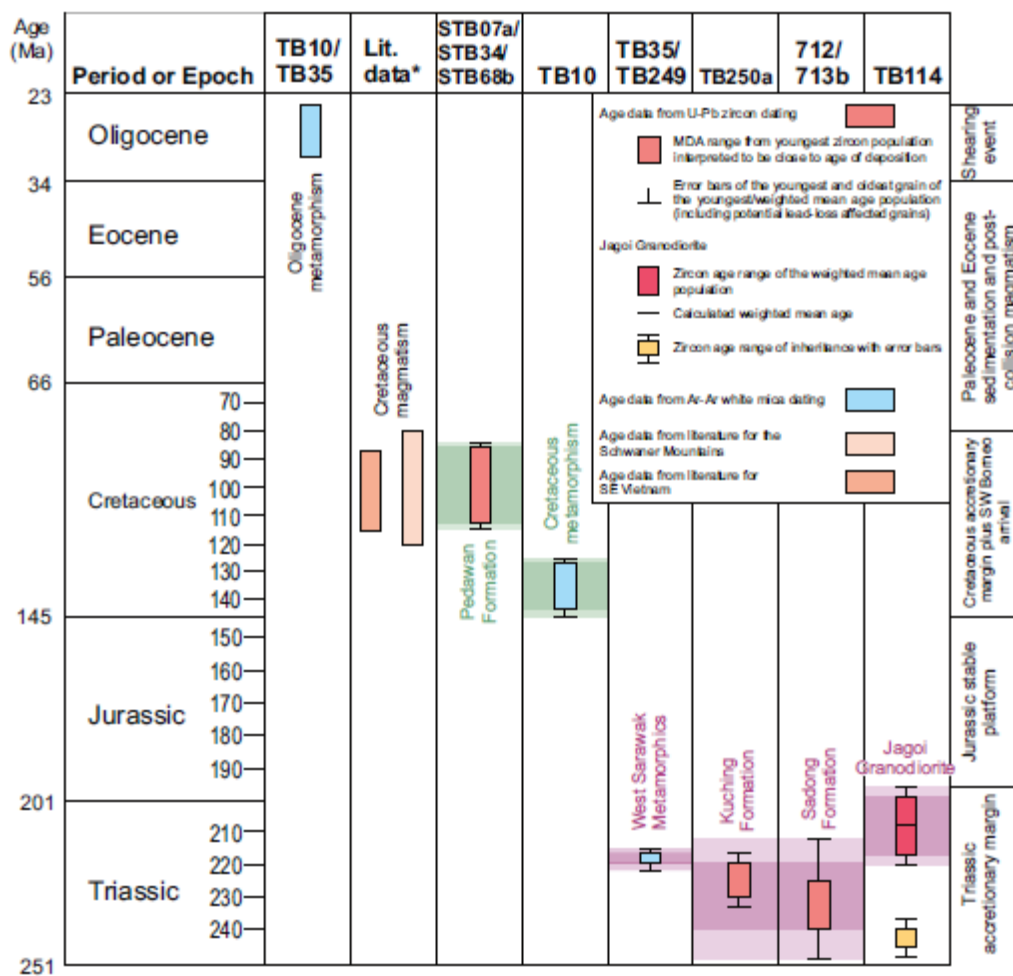 Age
(Ma)
Period or Epoch
TB10/
TB35
Lit.
data*
STB07a/
STB34/
STB68b
TB10
TB35/
TB249
TB250a
712/
713b
TB114
23
Oligocene
34
Eocene
56
Paleocene
66
70
80
90
Cretaceous
100
110
120
130
140
145
150
160
Jurassic
170
180
190
201
210
220
Triassic
230
240
251
Oligocene
metamorphism
Cretaceous
magmatism
Pedawan
Formation
Cretaceous
metamorphism
West Sarawak
Metamorphics
Kuching
Formation
Sadong
Formation
Jagoi
Granodiorite
Age data from U-Pb zircon dating
MDA range from youngest zircon population
interpreted to be close to age of deposition
Error bars of the youngest and oldest grain of
the youngest/weighted mean age population
(including potential lead-loss affected grains)
Jagoi Granodiorite
Zircon age range of the weighted mean age
population
Calculated weighted mean age
Zircon age range of inheritance with error bars
Age data from Ar-Ar white mica dating
Age data from literature for the
Schwaner Mountains
Age data from literature for
SE Vietnam
Shearing
event
Paleocene and Eocene
sedimentation and post-
collision magmatism
Cretaceous accretionary
margin plus SW Borneo
arrival
Jurassic stable
platform
Triassic
accretionary margin